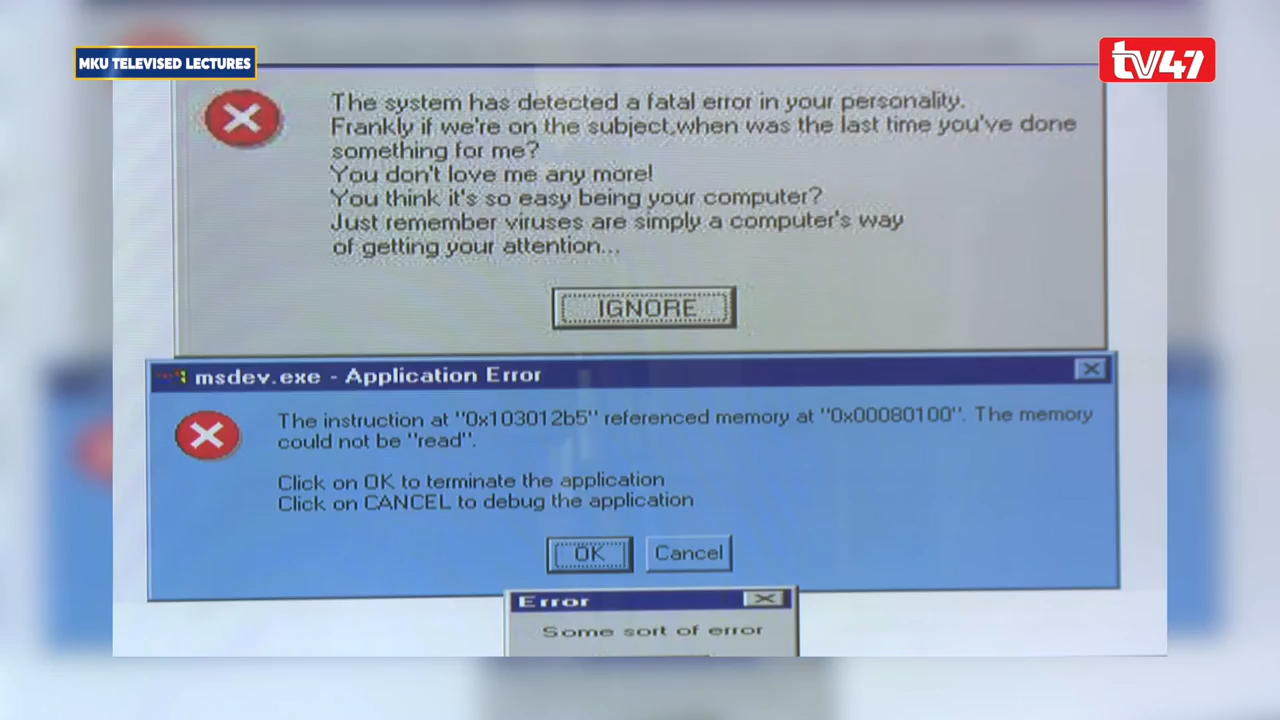 MKU TELEVISED LECTURES
tv47
The system has detected a fatal error in your personality.
Frankly if we're on the subject,when was the last time you've done
something for me?
You don't love me any more!
You think it's so easy being your computer?
Just remember viruses are simply a computer's way
of getting your attention...
IGNORE
msdev.exe - Application Error
The instruction at "0x103012b5" referenced memory at "0x00080100". The memory
could not be "read".
Click on OK to terminate the application
Click on CANCEL to debug the application
OK Cancel
Error
Some sort of error